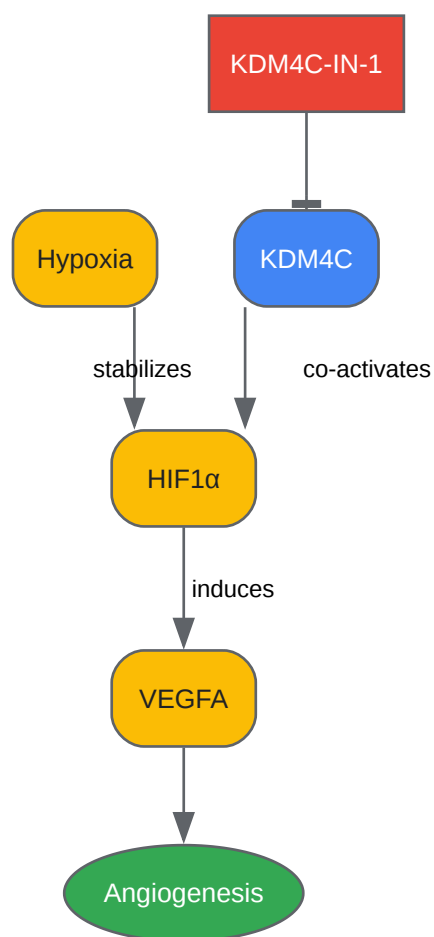 KDM4C-IN-1
Hypoxia
KDM4C
stabilizes
co-activates
HIF1α
induces
VEGFA
Angiogenesis